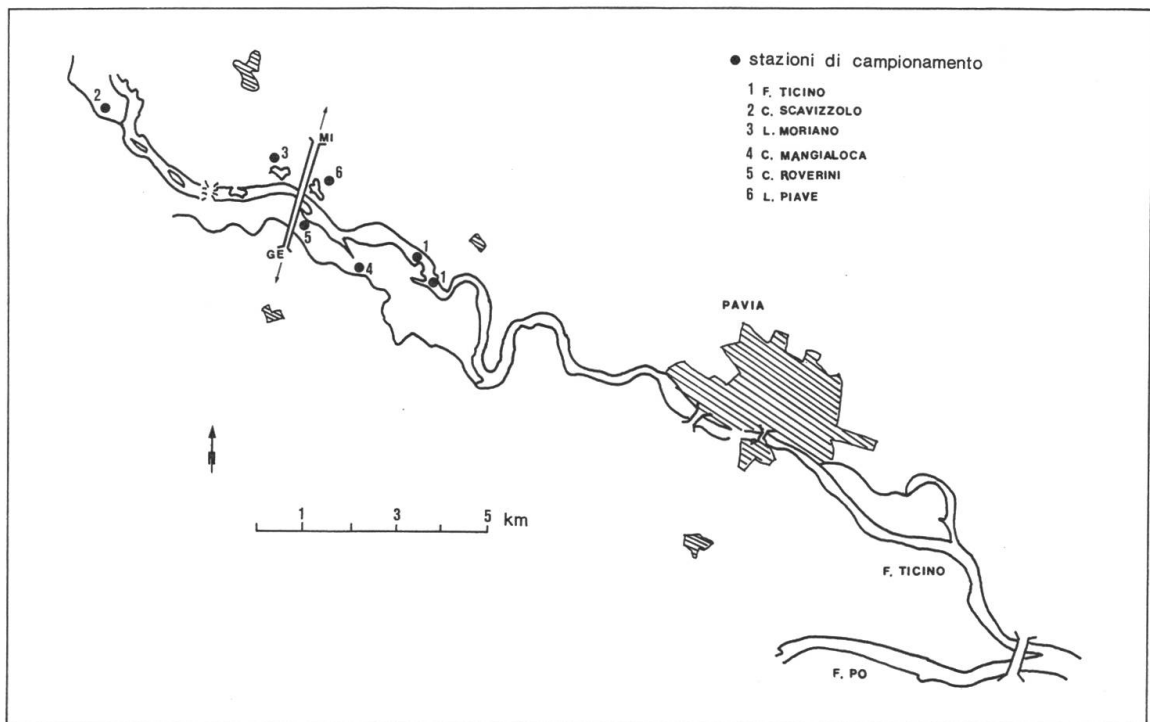 ● stazioni di campionamento
1 F. TICINO
2 C. SCAVIZZOLO
3 L. MORIANO
4 C. MANGIALOCA
5 C. ROVERINI
6 L. PIAVE
2
3
MI
6
5
GE
4
1
1
PAVIA
N
1 3 5 km
F. TICINO
F. PO